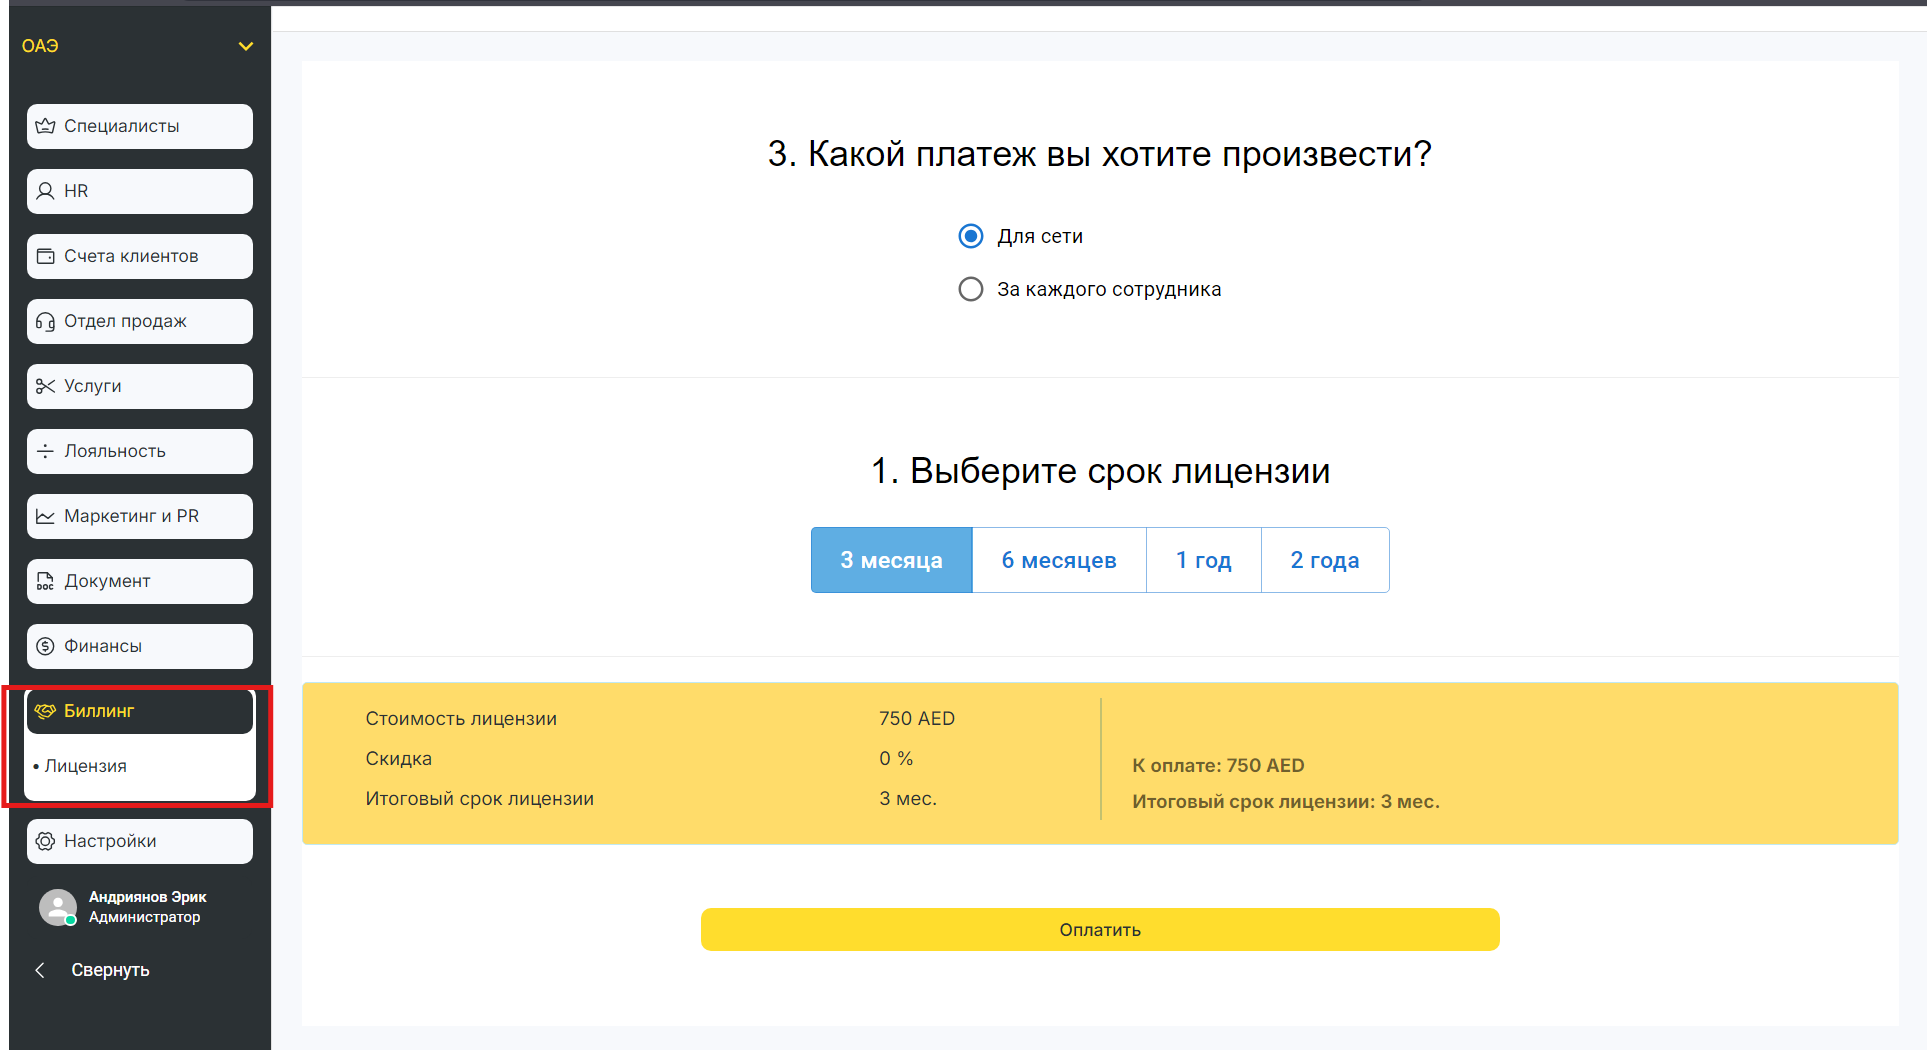 ОАЭ
Специалисты
HR
Счета клиентов
Отдел продаж
Услуги
Лояльность
Маркетинг и PR
Документ
Финансы
Биллинг
• Лицензия
Настройки
Андриянов Эрик
Администратор
Свернуть
3. Какой платеж вы хотите произвести?
Для сети
За каждого сотрудника
1. Выберите срок лицензии
3 месяца 6 месяцев 1 год 2 года
Стоимость лицензии 750 AED
Скидка 0 %
Итоговый срок лицензии 3 мес.
К оплате: 750 AED
Итоговый срок лицензии: 3 мес.
Оплатить